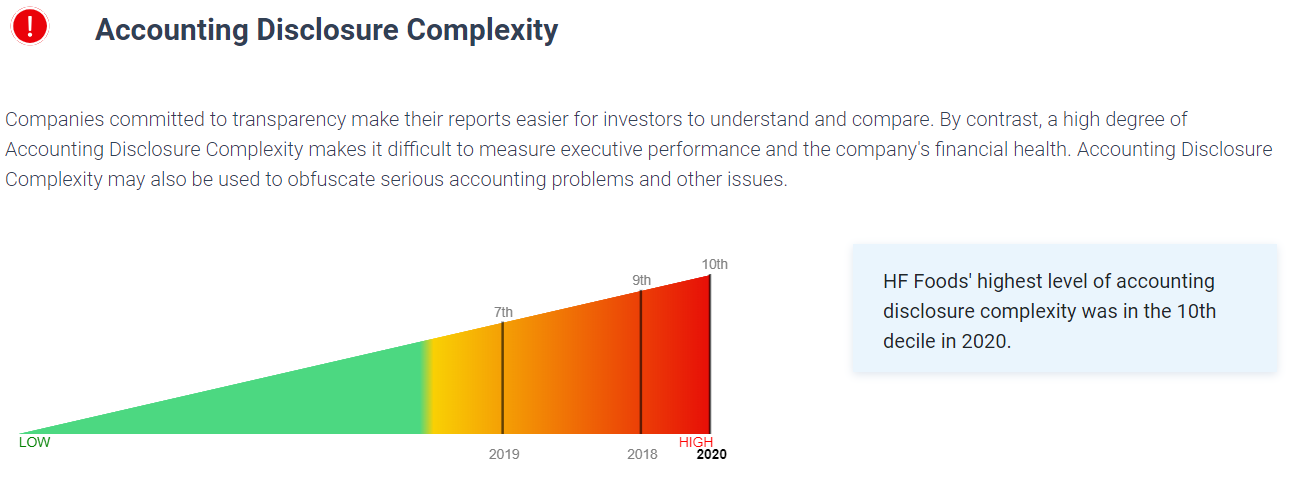 !
Accounting Disclosure Complexity
Companies committed to transparency make their reports easier for investors to understand and compare. By contrast, a high degree of
Accounting Disclosure Complexity makes it difficult to measure executive performance and the company's financial health. Accounting Disclosure
Complexity may also be used to obfuscate serious accounting problems and other issues.
10th
9th
7th
LOW
HIGH
2019
2018
2020
HF Foods' highest level of accounting
disclosure complexity was in the 10th
decile in 2020.